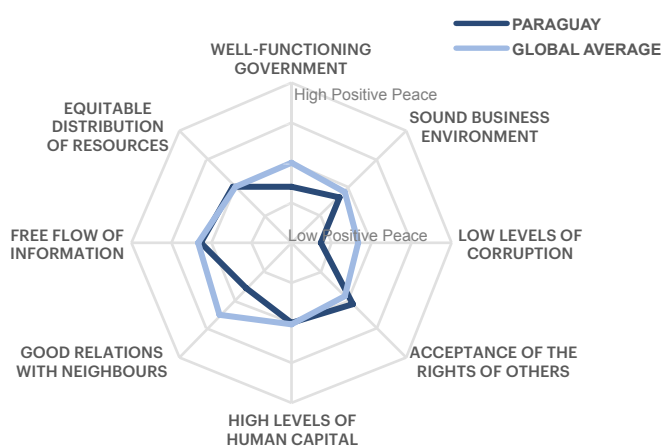 PARAGUAY
GLOBAL AVERAGE
WELL-FUNCTIONING
GOVERNMENT
High Positive Peace
SOUND BUSINESS
ENVIRONMENT
EQUITABLE
DISTRIBUTION
OF RESOURCES
Low Positive Peace
LOW LEVELS OF
CORRUPTION
FREE FLOW OF
INFORMATION
ACCEPTANCE OF THE
RIGHTS OF OTHERS
GOOD RELATIONS
WITH NEIGHBOURS
HIGH LEVELS OF
HUMAN CAPITAL